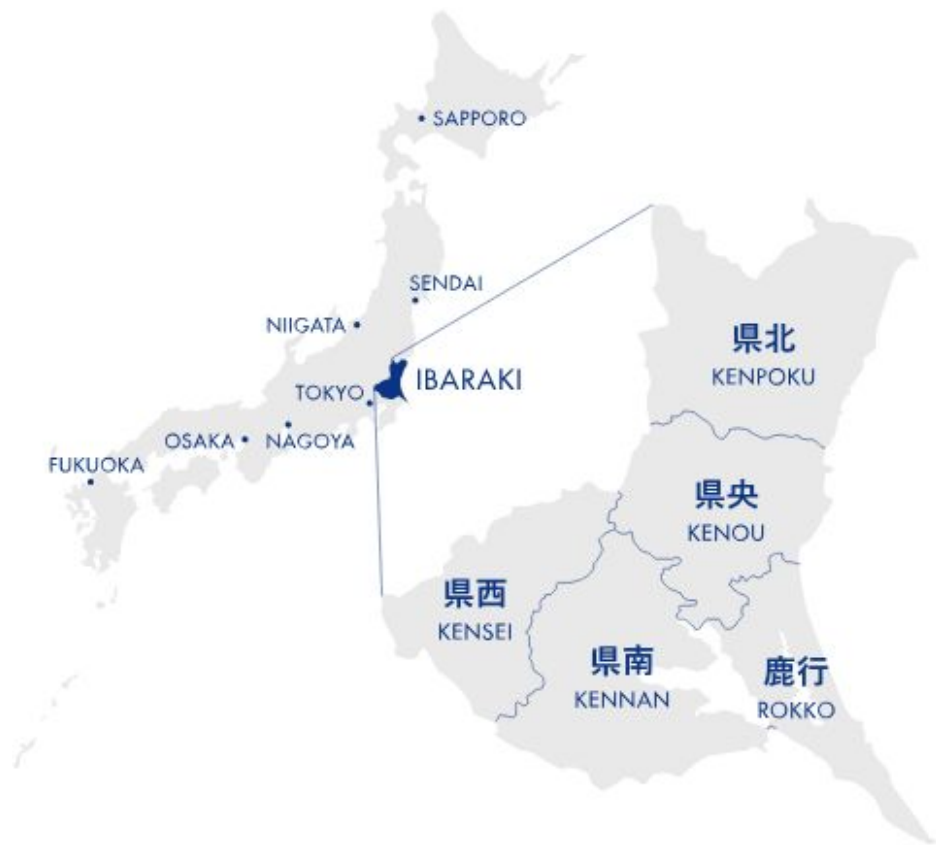 SAPPORO
SENDAI
NIIGATA
IBARAKI
TOKYO
OSAKA
NAGOYA
FUKUOKA
県北
KENPOKU
県央
KENOU
県西
KENSEI
県南
KENNAN
鹿行
ROKKO